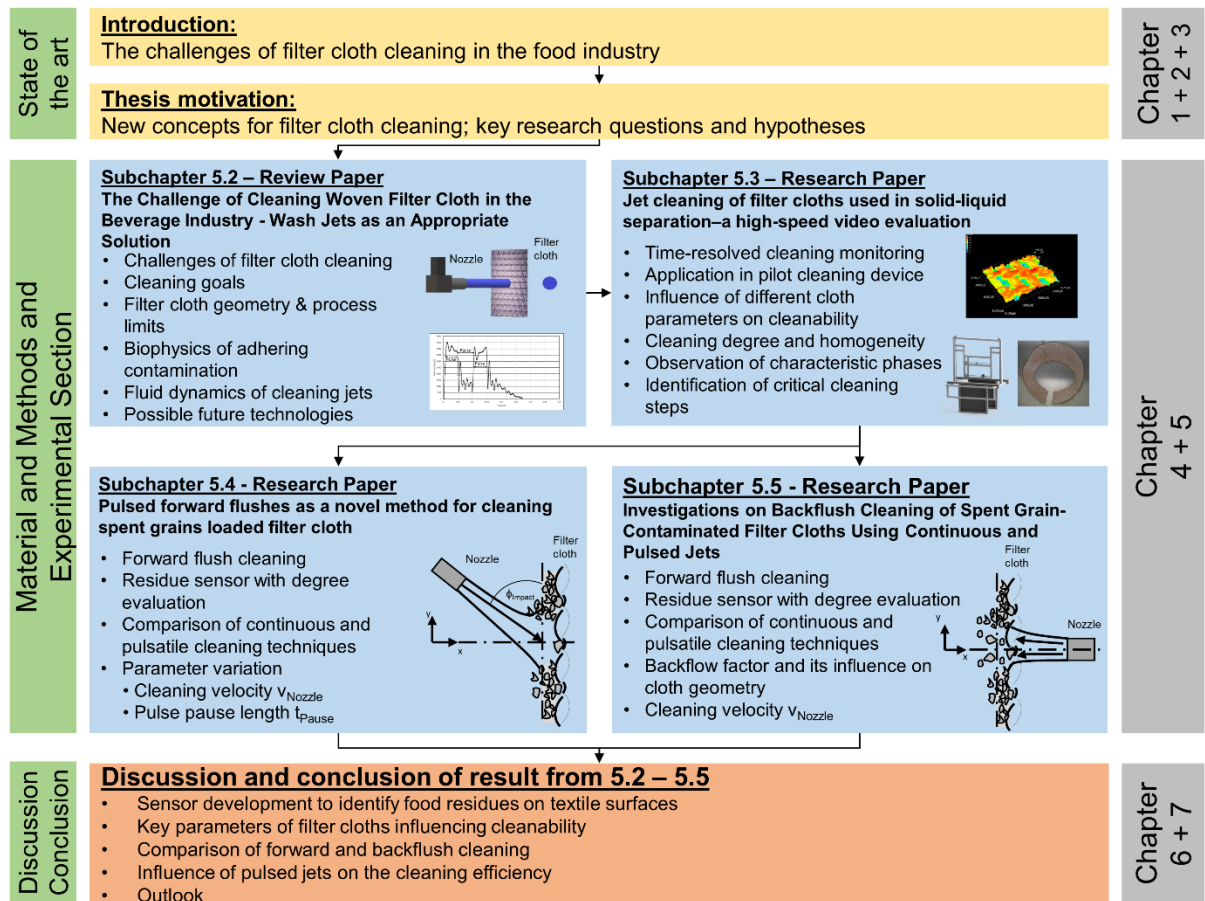 State of
the art
Introduction:
The challenges of filter cloth cleaning in the food industry
Thesis motivation:
New concepts for filter cloth cleaning; key research questions and hypotheses
Chapter
1 + 2 + 3
Material and Methods and
Experimental Section
Subchapter 5.2 – Review Paper
The Challenge of Cleaning Woven Filter Cloth in the
Beverage Industry - Wash Jets as an Appropriate
Solution
• Challenges of filter cloth cleaning
• Cleaning goals
• Filter cloth geometry & process
limits
• Biophysics of adhering
contamination
• Fluid dynamics of cleaning jets
• Possible future technologies
Nozzle
Filter
cloth
Subchapter 5.3 – Research Paper
Jet cleaning of filter cloths used in solid-liquid
separation–a high-speed video evaluation
• Time-resolved cleaning monitoring
• Application in pilot cleaning device
• Influence of different cloth
parameters on cleanability
• Cleaning degree and homogeneity
• Observation of characteristic phases
• Identification of critical cleaning
steps
Subchapter 5.4 - Research Paper
Pulsed forward flushes as a novel method for cleaning
spent grains loaded filter cloth
• Forward flush cleaning
• Residue sensor with degree
evaluation
• Comparison of continuous and
pulsatile cleaning techniques
• Parameter variation
• Cleaning velocity vNozzle
• Pulse pause length tPause
Filter
cloth
Nozzle
ϕImpact
y
x
Subchapter 5.5 - Research Paper
Investigations on Backflush Cleaning of Spent Grain-
Contaminated Filter Cloths Using Continuous and
Pulsed Jets
• Forward flush cleaning
• Residue sensor with degree evaluation
• Comparison of continuous and
pulsatile cleaning techniques
• Backflow factor and its influence on
cloth geometry
• Cleaning velocity vNozzle
Filter
cloth
Nozzle
y
x
Chapter
4 + 5
Discussion
Conclusion
Discussion and conclusion of result from 5.2 – 5.5
• Sensor development to identify food residues on textile surfaces
• Key parameters of filter cloths influencing cleanability
• Comparison of forward and backflush cleaning
• Influence of pulsed jets on the cleaning efficiency
• Outlook
Chapter
6 + 7